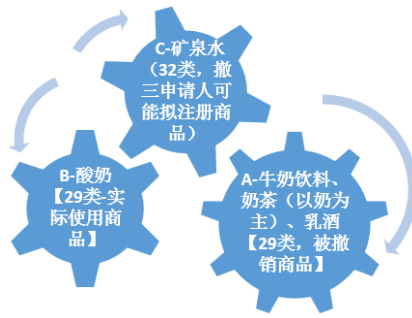 C-矿泉水
（32类，撤
三申请人可
能拟注册商
品）
B-酸奶
【29类-实
际使用商
品】
A-牛奶饮料、
奶茶（以奶为
主）、乳酒
【29类，被撤
销商品】